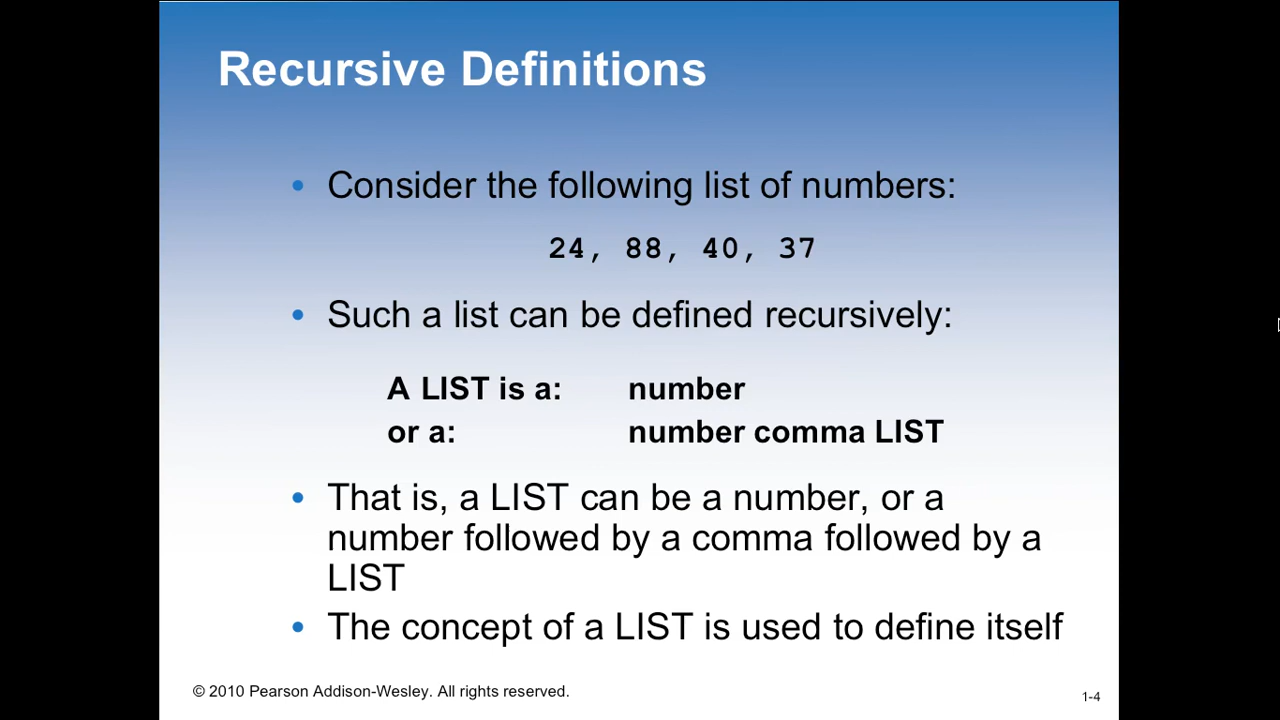 Recursive Definitions
• Consider the following list of numbers:
24, 88, 40, 37
• Such a list can be defined recursively:
A LIST is a: number
or a: number comma LIST
• That is, a LIST can be a number, or a
number followed by a comma followed by a
LIST
• The concept of a LIST is used to define itself
© 2010 Pearson Addison-Wesley. All rights reserved.
1-4